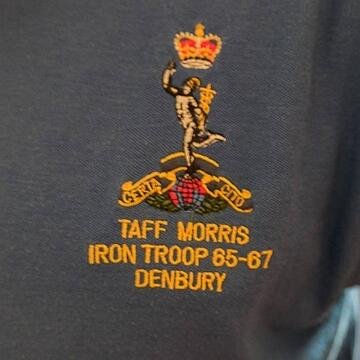 CERTA CITO
TAFF MORRIS
IRON TROOP 65-67
DENBURY